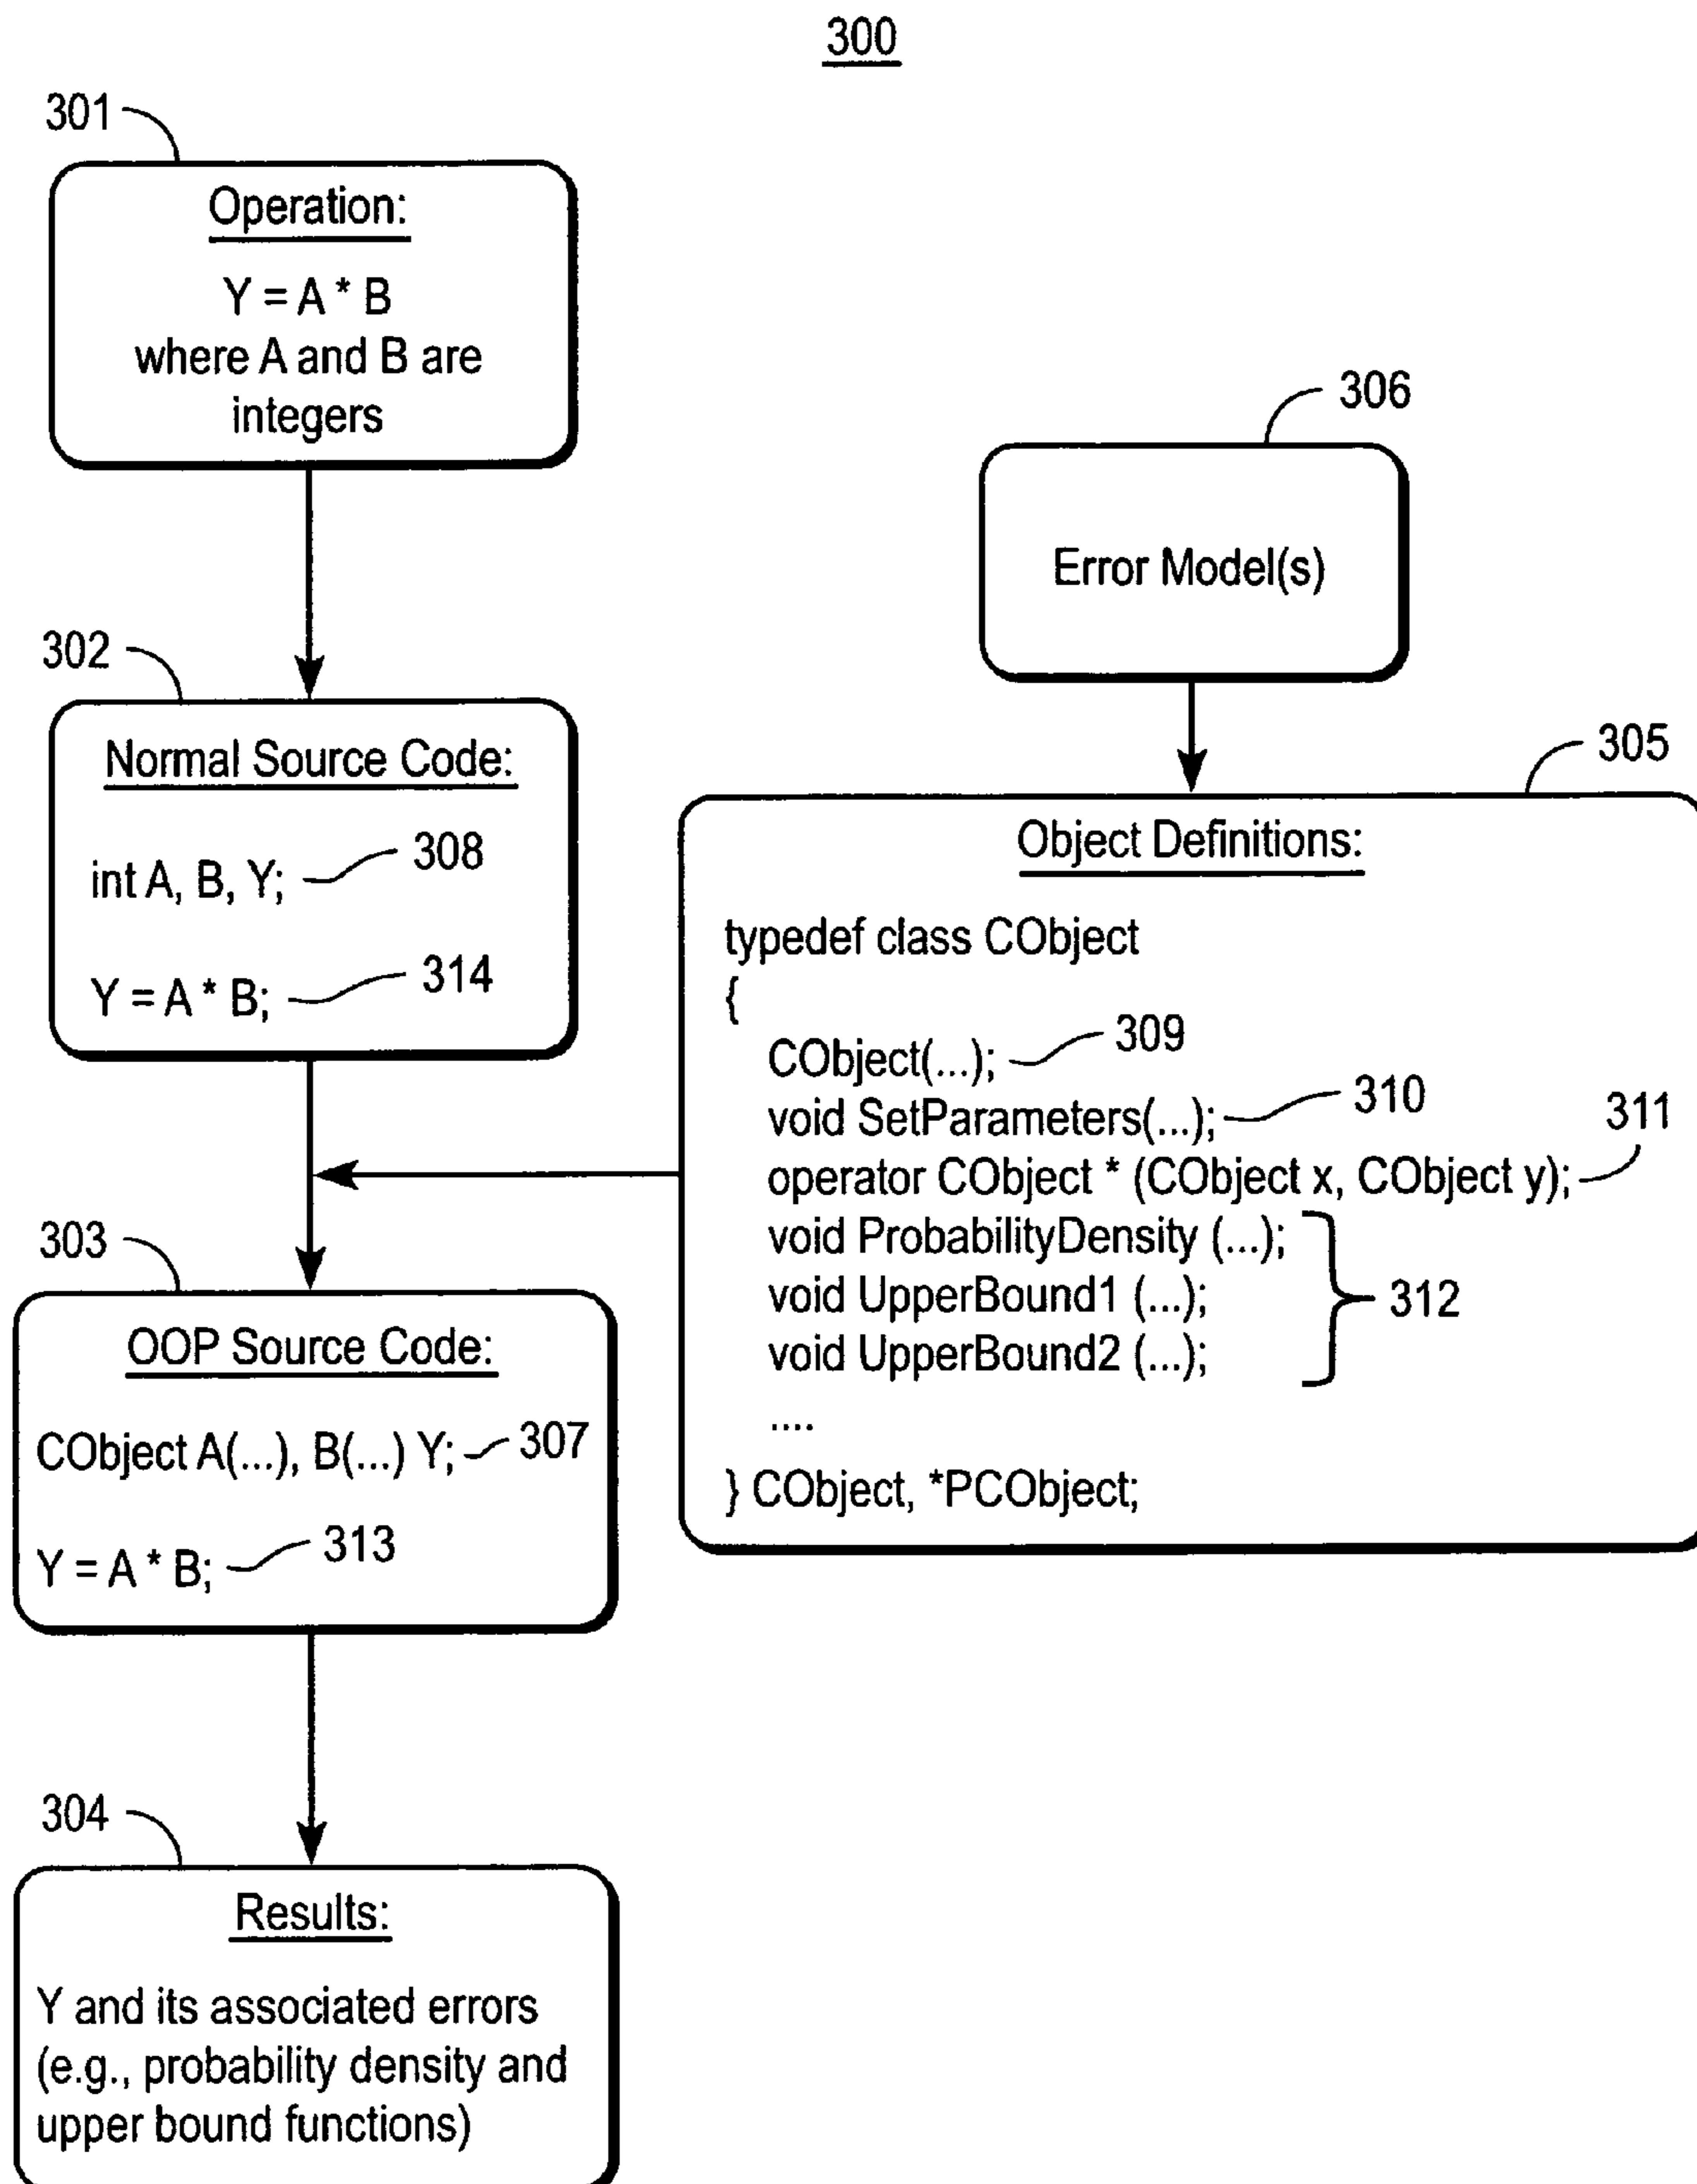 300
301
Operation:
Y = A * B
where A and B are
integers
306
Error Model(s)
302
Normal Source Code:
int A, B, Y;
308
Y = A * B;
314
305
Object Definitions:
typedef class CObject
{
CObject(...);
309
void SetParameters(...);
310
311
operator CObject * (CObject x, CObject y);
void ProbabilityDensity (...);
void UpperBound1 (...);
void UpperBound2 (...);
312
....
} CObject, *PCObject;
303
OOP Source Code:
CObject A(...), B(...) Y;
307
Y = A * B;
313
304
Results:
Y and its associated errors
(e.g., probability density and
upper bound functions)